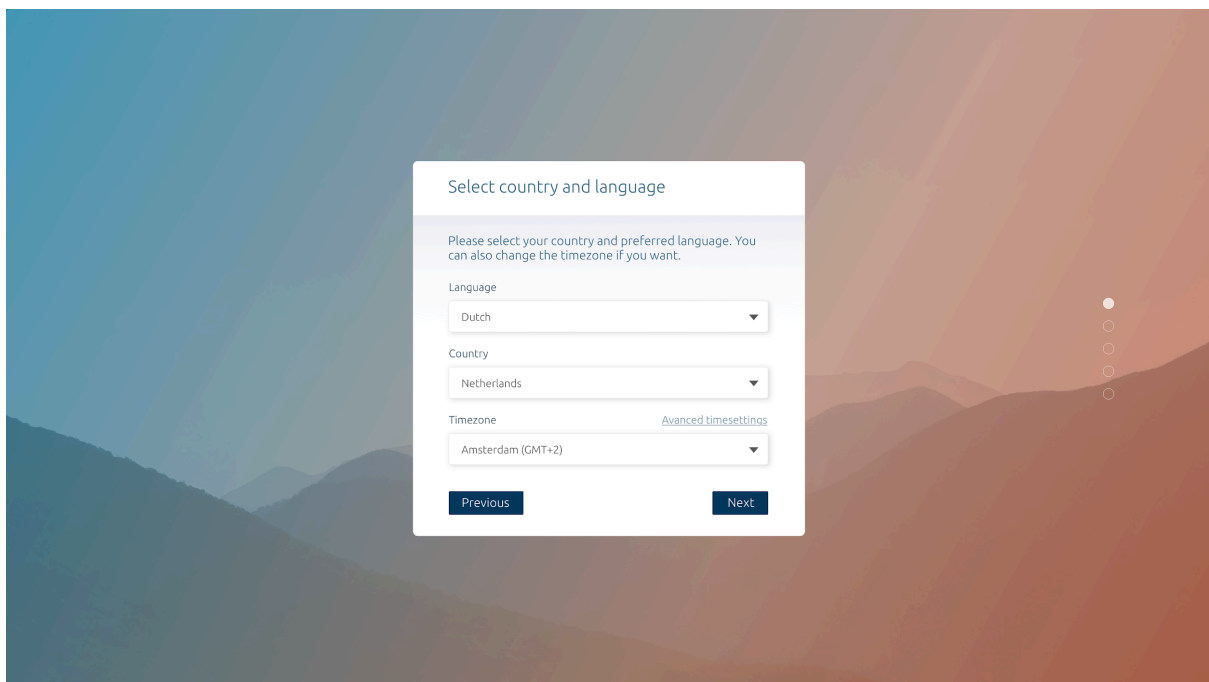 Select country and language
Please select your country and preferred language. You
can also change the timezone if you want.
Language
Dutch
Country
Netherlands
Timezone
Avanced timesettings
Amsterdam (GMT+2)
Previous
Next